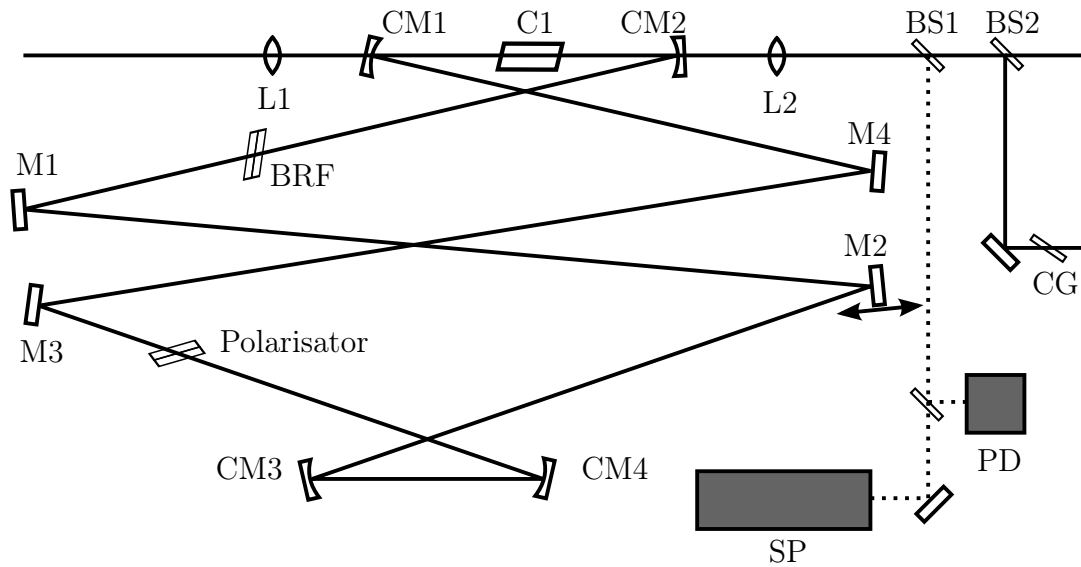 CM1
C1
CM2
BS1
BS2
L1
L2
M1
BRF
M4
M2
CG
M3
Polarisator
CM3
CM4
PD
SP